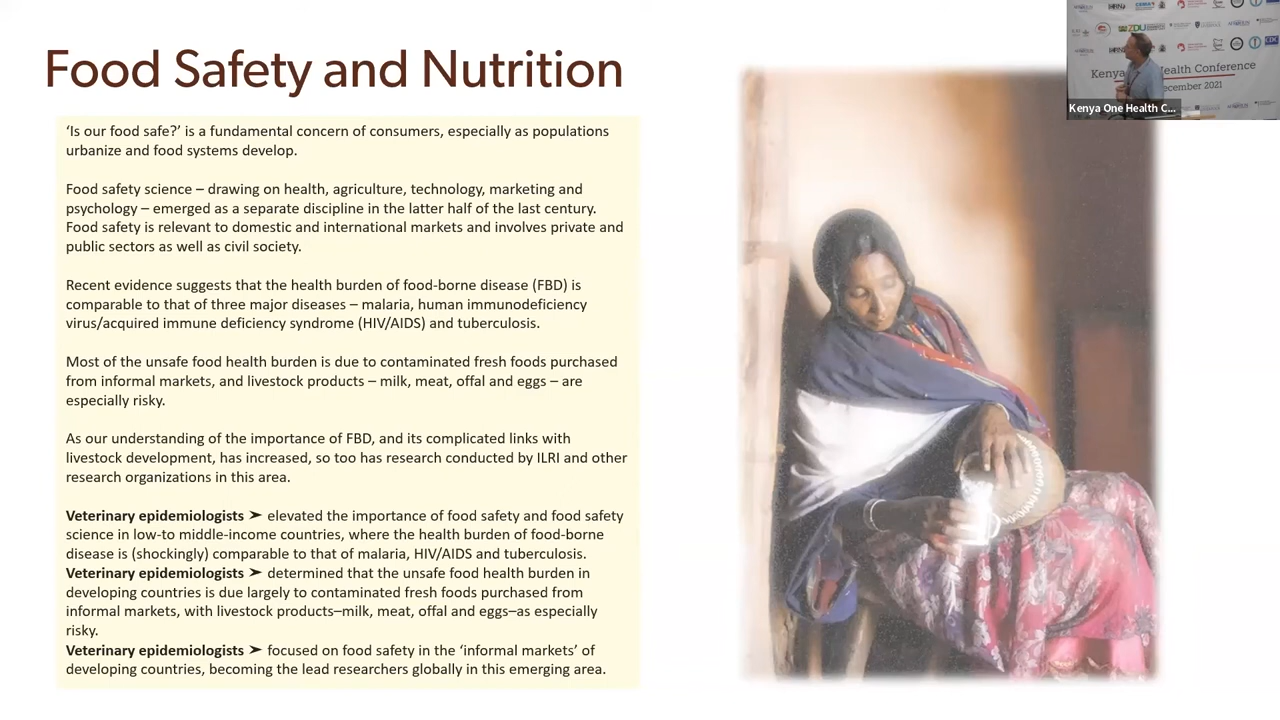 Food Safety and Nutrition
‘Is our food safe?’ is a fundamental concern of consumers, especially as populations
urbanize and food systems develop.
Food safety science – drawing on health, agriculture, technology, marketing and
psychology – emerged as a separate discipline in the latter half of the last century.
Food safety is relevant to domestic and international markets and involves private and
public sectors as well as civil society.
Recent evidence suggests that the health burden of food-borne disease (FBD) is
comparable to that of three major diseases – malaria, human immunodeficiency
virus/acquired immune deficiency syndrome (HIV/AIDS) and tuberculosis.
Most of the unsafe food health burden is due to contaminated fresh foods purchased
from informal markets, and livestock products – milk, meat, offal and eggs – are
especially risky.
As our understanding of the importance of FBD, and its complicated links with
livestock development, has increased, so too has research conducted by ILRI and other
research organizations in this area.
Veterinary epidemiologists ➤ elevated the importance of food safety and food safety
science in low-to middle-income countries, where the health burden of food-borne
disease is (shockingly) comparable to that of malaria, HIV/AIDS and tuberculosis.
Veterinary epidemiologists ➤ determined that the unsafe food health burden in
developing countries is due largely to contaminated fresh foods purchased from
informal markets, with livestock products–milk, meat, offal and eggs–as especially
risky.
Veterinary epidemiologists ➤ focused on food safety in the ‘informal markets’ of
developing countries, becoming the lead researchers globally in this emerging area.
ZDU
CDC
Kenya Health Conference
ecember 2021
Kenya One Health C...